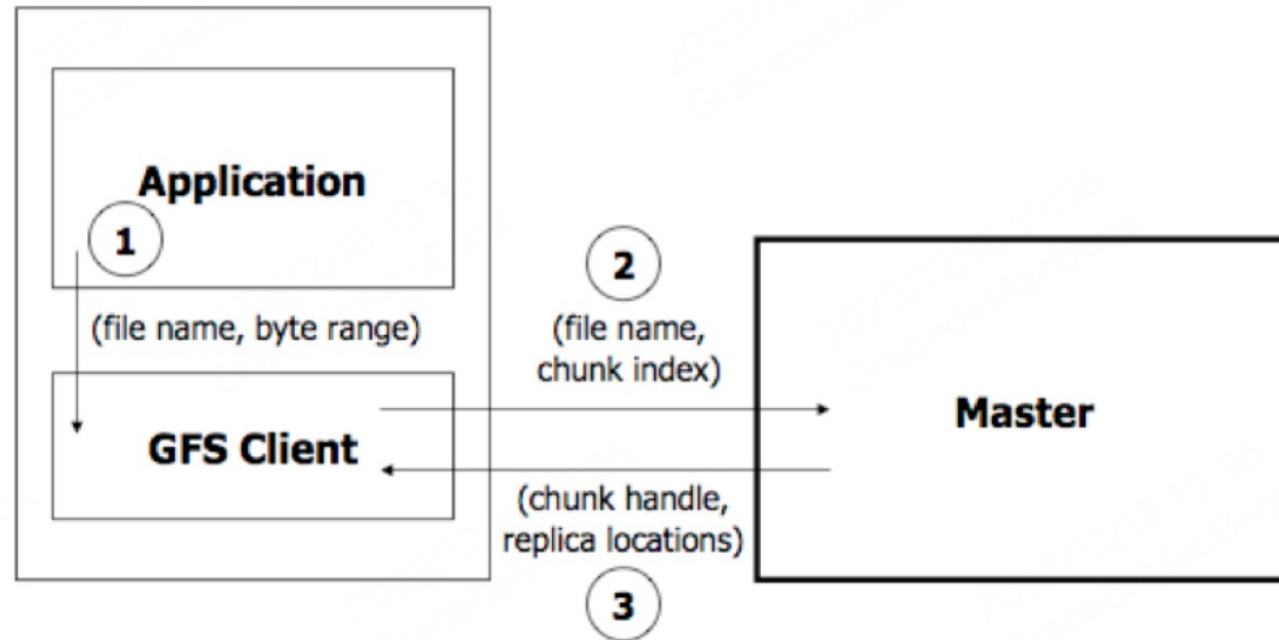 Application
1
(file name, byte range)
GFS Client
2
(file name,
chunk index)
Master
(chunk handle,
replica locations)
3